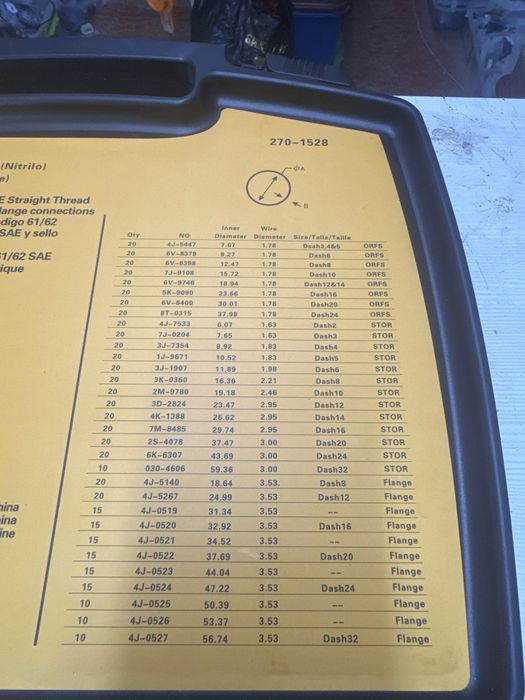 270-1528
(Nitrilo)
e)
E Straight Thread
lange connections
digo 61/62
SAE y sello
61/62 SAE
ique
ΦA
B
Qty NO Inner Diameter Wire Diameter Size/Talla/Taille
20 4J-5447 7.67 1.78 Dash3,4&5 ORFS
20 6V-8379 9.27 1.78 Dash6 ORFS
20 6V-8398 12.47 1.78 Dash8 ORFS
20 7J-9108 15.72 1.78 Dash10 ORFS
20 6V-9746 18.94 1.78 Dash12&14 ORFS
20 5K-9090 23.66 1.78 Dash16 ORFS
20 6V-8400 30.01 1.78 Dash20 ORFS
20 8T-0315 37.98 1.78 Dash24 ORFS
20 4J-7533 6.07 1.63 Dash2 STOR
20 7J-0204 7.65 1.63 Dash3 STOR
20 3J-7354 8.92 1.83 Dash4 STOR
20 1J-9671 10.52 1.83 Dash5 STOR
20 3J-1907 11.89 1.98 Dash6 STOR
20 3K-0360 16.36 2.21 Dash8 STOR
20 2M-9780 19.18 2.46 Dash10 STOR
20 3D-2824 23.47 2.95 Dash12 STOR
20 4K-1388 26.62 2.95 Dash14 STOR
20 7M-8485 29.74 2.95 Dash16 STOR
20 2S-4078 37.47 3.00 Dash20 STOR
20 6K-6307 43.69 3.00 Dash24 STOR
10 030-4606 59.36 3.00 Dash32 STOR
20 4J-5140 18.64 3.53. Dash8 Flange
20 4J-5267 24.99 3.53 Dash12 Flange
15 4J-0519 31.34 3.53 -- Flange
15 4J-0520 32.92 3.53 Dash16 Flange
15 4J-0521 34.52 3.53 -- Flange
15 4J-0522 37.69 3.53 Dash20 Flange
15 4J-0523 44.04 3.53 -- Flange
15 4J-0524 47.22 3.53 Dash24 Flange
10 4J-0525 50.39 3.53 -- Flange
10 4J-0526 53.37 3.53 -- Flange
10 4J-0527 56.74 3.53 Dash32 Flange
hina
ina
ine